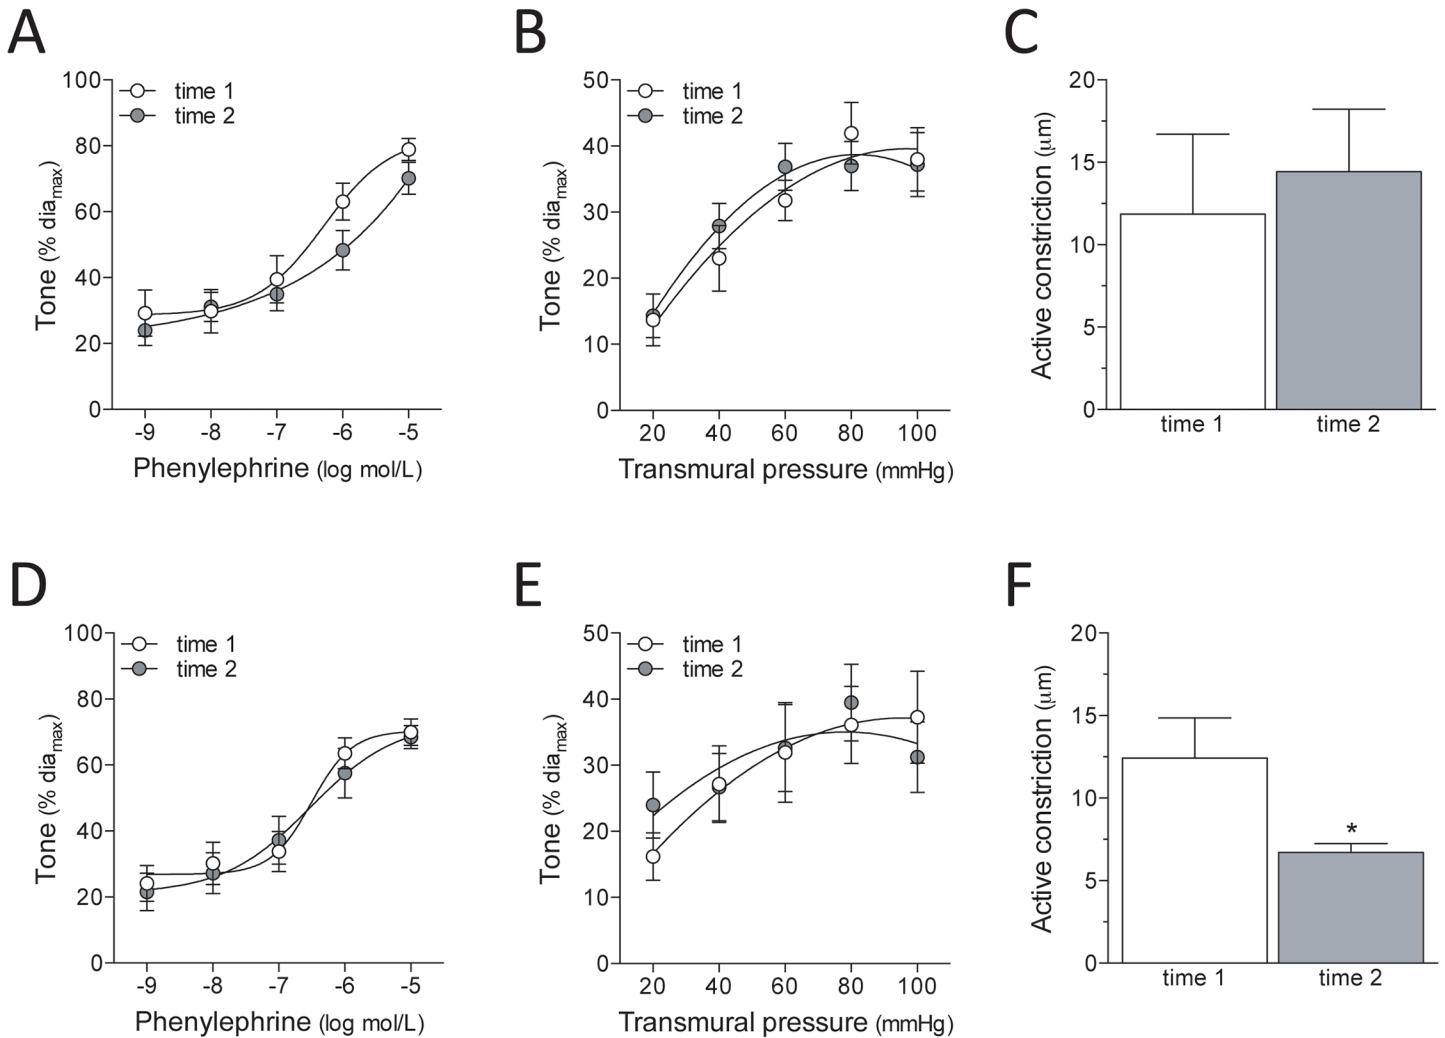 A
100
80
60
40
20
0
time 1
time 2
Tone (% diamax)
-9 -8 -7 -6 -5
Phenylephrine (log mol/L)
B
50
40
30
20
10
0
time 1
time 2
Tone (% diamax)
20 40 60 80 100
Transmural pressure (mmHg)
C
20
15
10
5
0
Active constriction (μm)
time 1 time 2
D
100
80
60
40
20
0
time 1
time 2
Tone (% diamax)
-9 -8 -7 -6 -5
Phenylephrine (log mol/L)
E
50
40
30
20
10
0
time 1
time 2
Tone (% diamax)
20 40 60 80 100
Transmural pressure (mmHg)
F
20
15
10
5
0
Active constriction (μm)
*
time 1 time 2